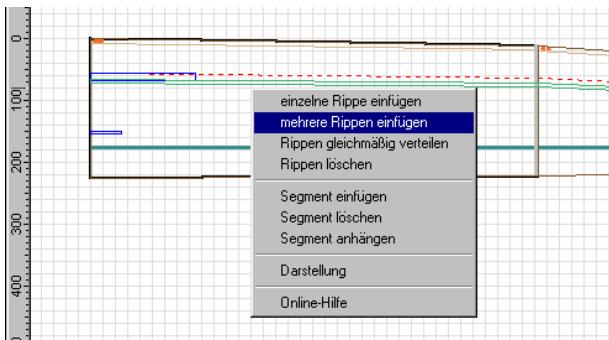 0
100
200
300
400
einzelne Rippe einfügen
mehrere Rippen einfügen
Rippen gleichmäßig verteilen
Rippen löschen
Segment einfügen
Segment löschen
Segment anhängen
Darstellung
Online-Hilfe